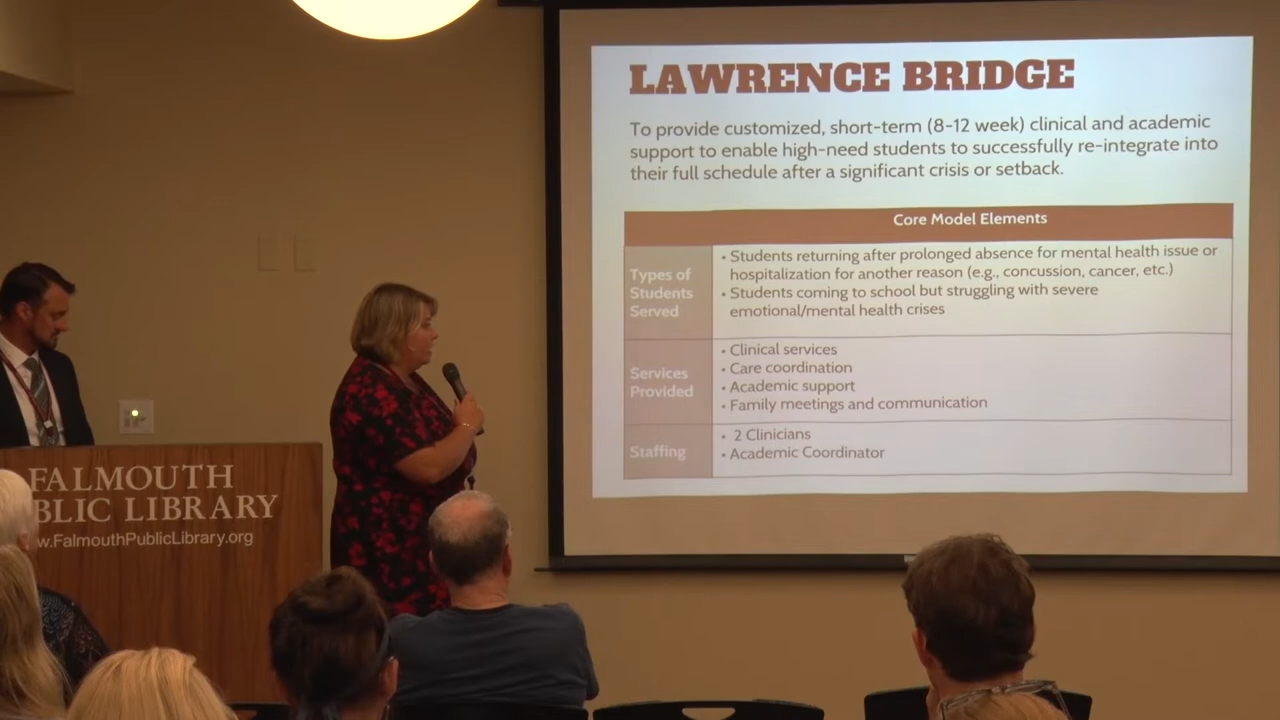 LAWRENCE BRIDGE
To provide customized, short-term (8-12 week) clinical and academic
support to enable high-need students to successfully re-integrate into
their full schedule after a significant crisis or setback.
Core Model Elements
Types of
Students
Served
• Students returning after prolonged absence for mental health issue or
hospitalization for another reason (e.g., concussion, cancer, etc.)
• Students coming to school but struggling with severe
emotional/mental health crises
Services
Provided
• Clinical services
• Care coordination
• Academic support
• Family meetings and communication
Staffing
• 2 Clinicians
• Academic Coordinator
FALMOUTH
BLIC LIBRARY
w.FalmouthPublicLibrary.org